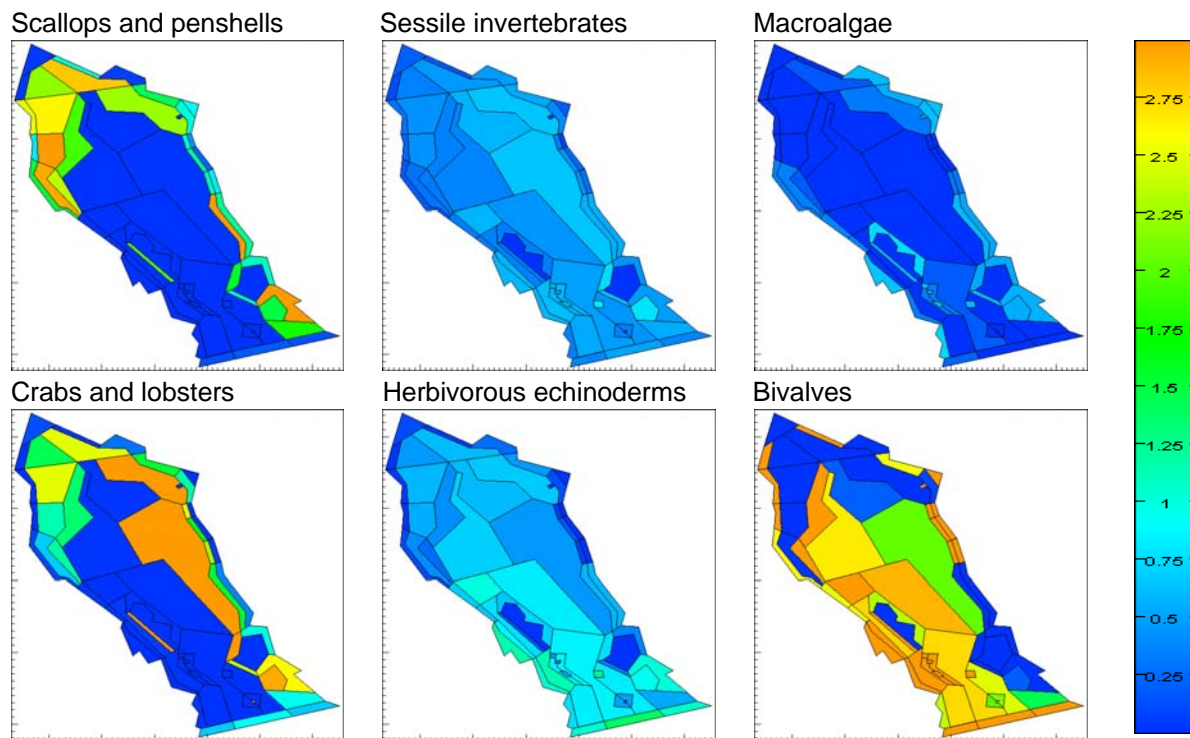 Scallops and penshells
Sessile invertebrates
Macroalgae
Crabs and lobsters
Herbivorous echinoderms
Bivalves
2.75
2.5
2.25
2
1.75
1.5
1.25
1
0.75
0.5
0.25